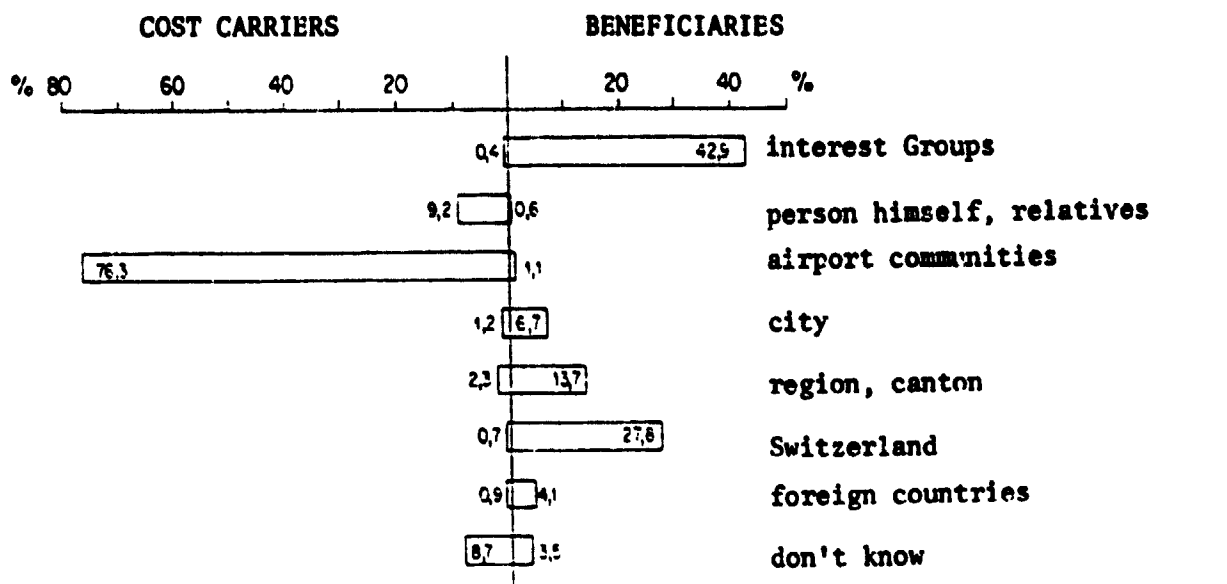 COST CARRIERS BENEFICIARIES
% 80 60 40 20 20 40 %
0,4 42,9 interest Groups
9,2 0,6 person himself, relatives
76,3 1,1 airport communities
1,2 6,7 city
2,3 13,7 region, canton
0,7 27,8 Switzerland
0,9 4,1 foreign countries
8,7 3,5 don't know